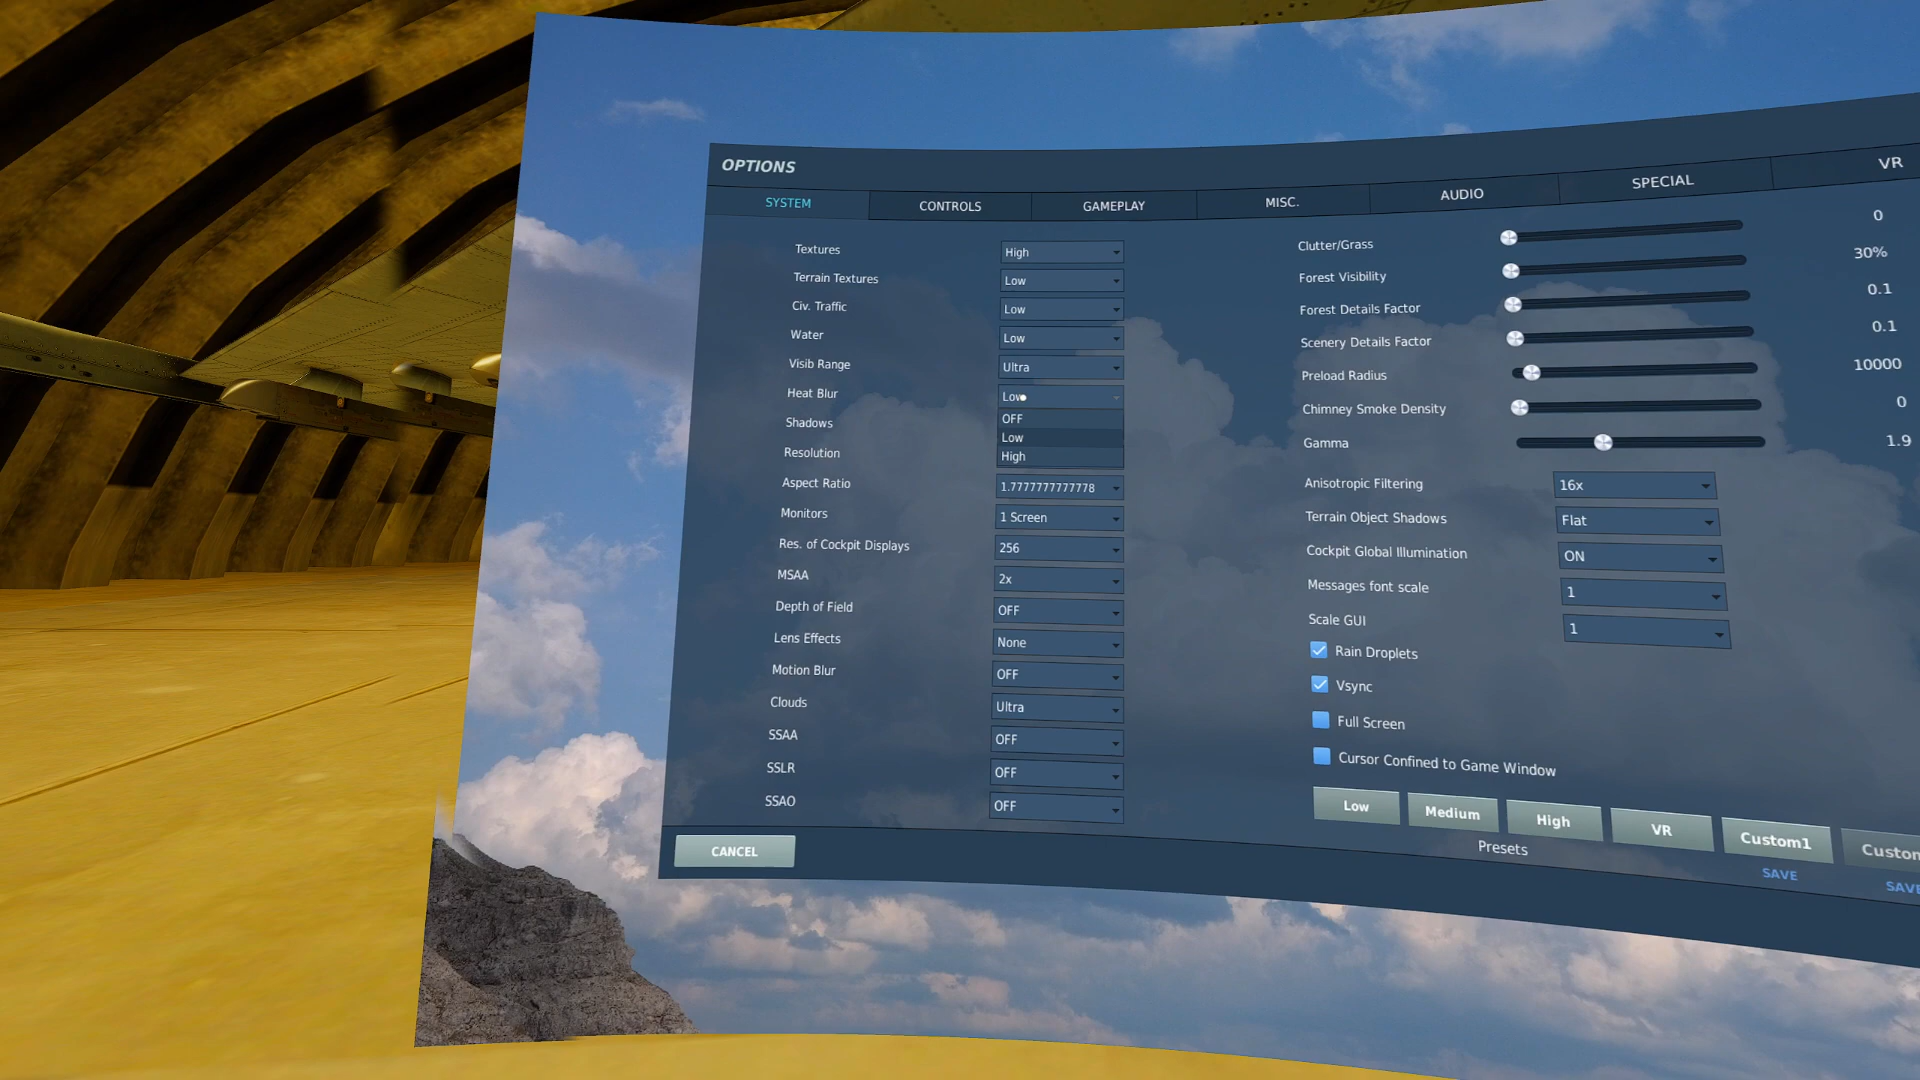 OPTIONS
SYSTEM CONTROLS GAMEPLAY MISC. AUDIO SPECIAL VR
Textures High
Terrain Textures Low
Civ. Traffic Low
Water Low
Visib Range Ultra
Heat Blur Low
OFF
Low
High
Shadows
Resolution
Aspect Ratio 1.7777777777778
Monitors 1 Screen
Res. of Cockpit Displays 256
MSAA 2x
Depth of Field OFF
Lens Effects None
Motion Blur OFF
Clouds Ultra
SSAA OFF
SSLR OFF
SSAO OFF
Clutter/Grass 0
Forest Visibility 30%
Forest Details Factor 0.1
Scenery Details Factor 0.1
Preload Radius 10000
Chimney Smoke Density 0
Gamma 1.9
Anisotropic Filtering 16x
Terrain Object Shadows Flat
Cockpit Global Illumination ON
Messages font scale 1
Scale GUI 1
Rain Droplets
Vsync
Full Screen
Cursor Confined to Game Window
Low Medium High VR Custom1 Custom
Presets
SAVE SAVE
CANCEL